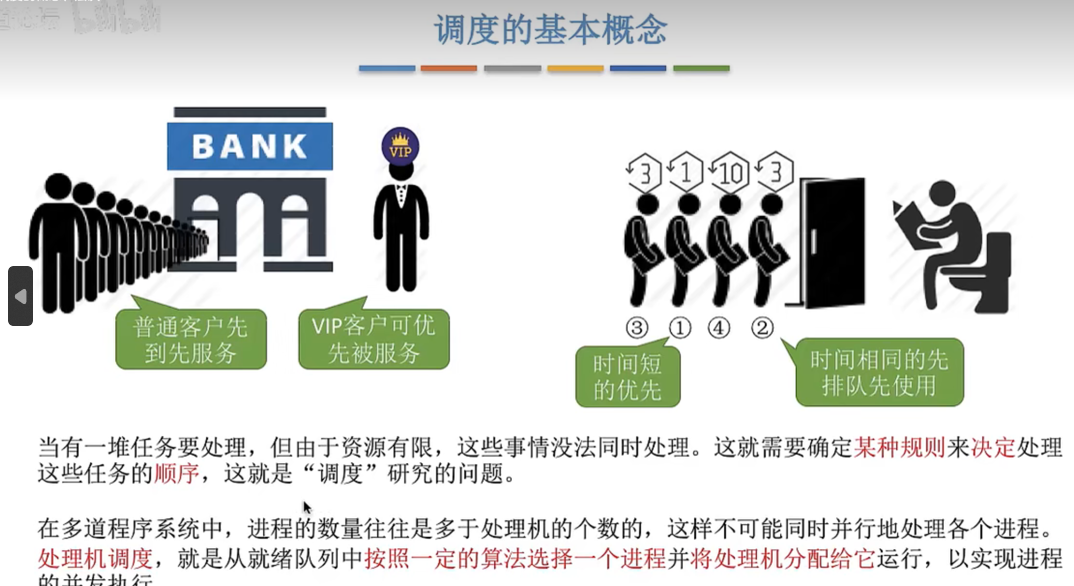 调度的基本概念
BANK
VIP
3 1 10 3
普通客户先
到先服务
VIP客户可优
先被服务
③ ① ④ ②
时间短
的优先
时间相同的先
排队先使用
当有一堆任务要处理，但由于资源有限，这些事情没法同时处理。这就需要确定某种规则来决定处理
这些任务的顺序，这就是“调度”研究的问题。
在多道程序系统中，进程的数量往往是多于处理机的个数的，这样不可能同时并行地处理各个进程。
处理机调度，就是从就绪队列中按照一定的算法选择一个进程并将处理机分配给它运行，以实现进程
的并发执行